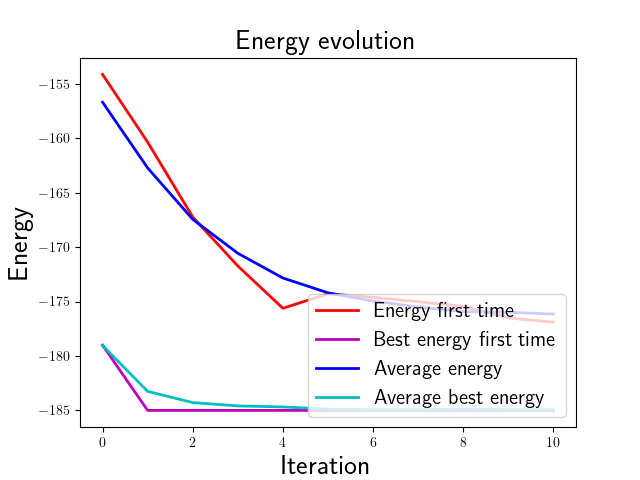 Energy evolution
Energy
−155
−160
−165
−170
−175
−180
−185
Energy first time
Best energy first time
Average energy
Average best energy
0 2 4 6 8 10
Iteration